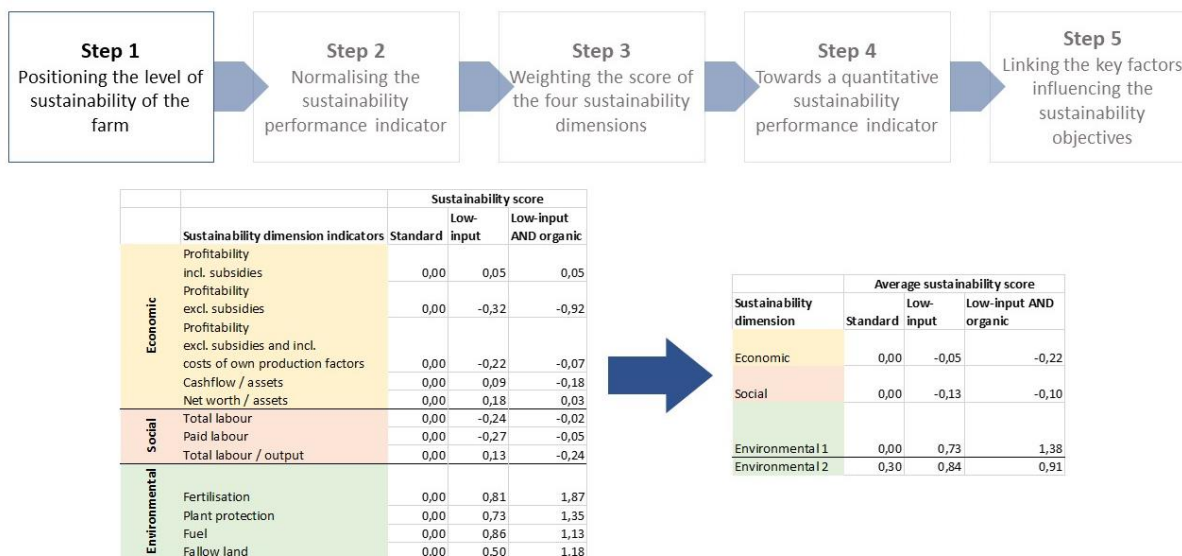 Step 1
Positioning the level of
sustainability of the
farm
Step 2
Normalising the
sustainability
performance indicator
Step 3
Weighting the score of
the four sustainability
dimensions
Step 4
Towards a quantitative
sustainability
performance indicator
Step 5
Linking the key factors
influencing the
sustainability
objectives
Sustainability score
Sustainability dimension indicators Standard Low-input Low-input AND organic
Economic
Profitability
incl. subsidies 0,00 0,05 0,05
Profitability
excl. subsidies 0,00 -0,32 -0,92
Profitability
excl. subsidies and incl.
costs of own production factors 0,00 -0,22 -0,07
Cashflow / assets 0,00 0,09 -0,18
Net worth / assets 0,00 0,18 0,03
Social
Total labour 0,00 -0,24 -0,02
Paid labour 0,00 -0,27 -0,05
Total labour / output 0,00 0,13 -0,24
Environmental
Fertilisation 0,00 0,81 1,87
Plant protection 0,00 0,73 1,35
Fuel 0,00 0,86 1,13
Fallow land 0,00 0,50 1,18
Average sustainability score
Sustainability dimension Standard Low-input Low-input AND organic
Economic 0,00 -0,05 -0,22
Social 0,00 -0,13 -0,10
Environmental 1 0,00 0,73 1,38
Environmental 2 0,30 0,84 0,91